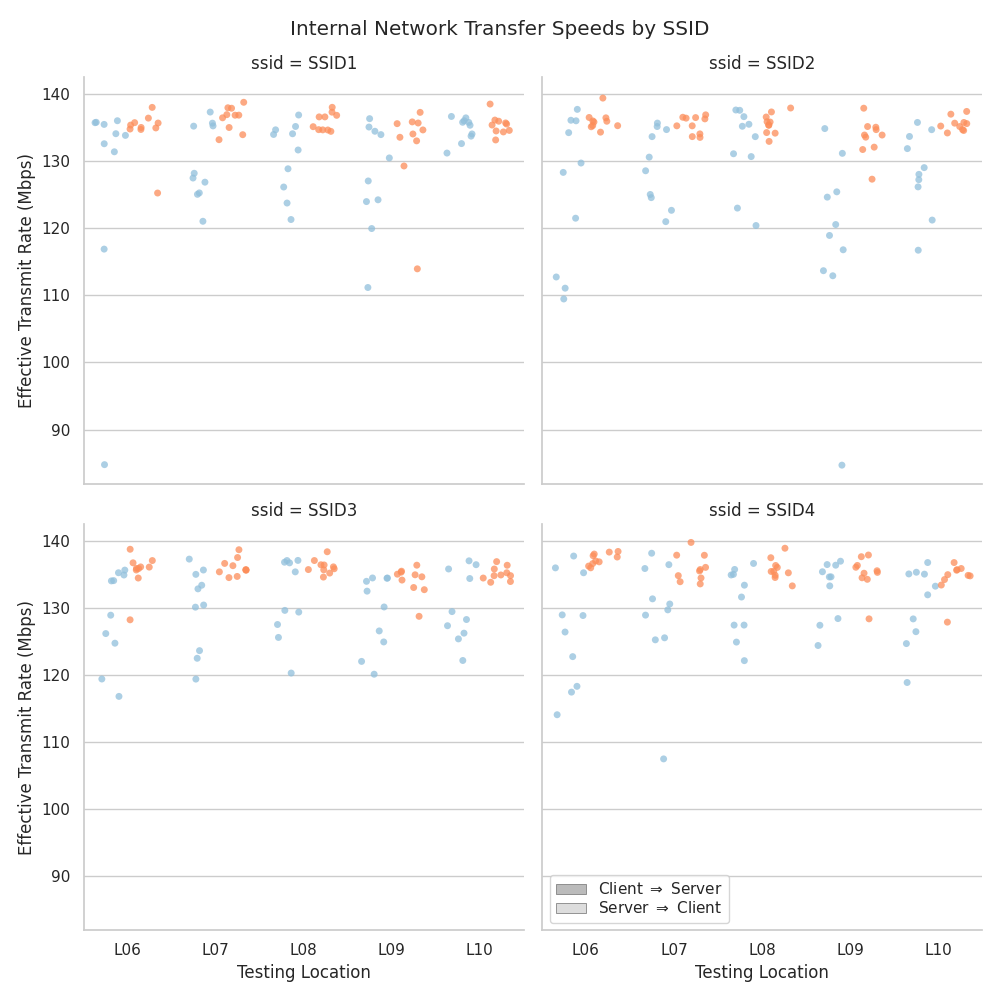 Internal Network Transfer Speeds by SSID
ssid = SSID1
ssid = SSID2
140
130
120
110
100
90
Effective Transmit Rate (Mbps)
ssid = SSID3
ssid = SSID4
140
130
120
110
100
90
Effective Transmit Rate (Mbps)
Client ⇒ Server
Server ⇒ Client
L06 L07 L08 L09 L10
L06 L07 L08 L09 L10
Testing Location
Testing Location